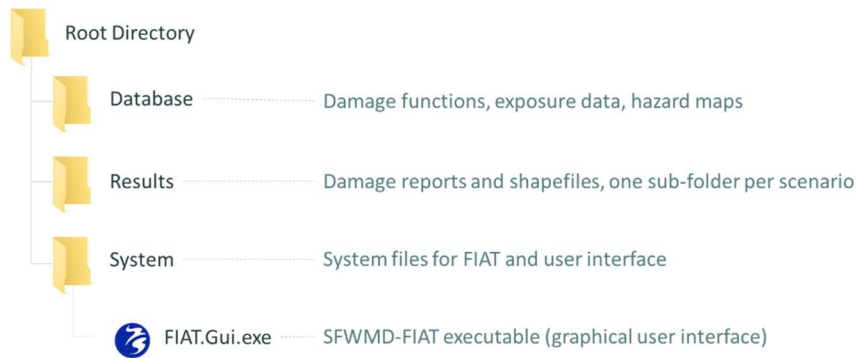 Root Directory
Database Damage functions, exposure data, hazard maps
Results Damage reports and shapefiles, one sub-folder per scenario
System System files for FIAT and user interface
FIAT.Gui.exe SFWMD-FIAT executable (graphical user interface)